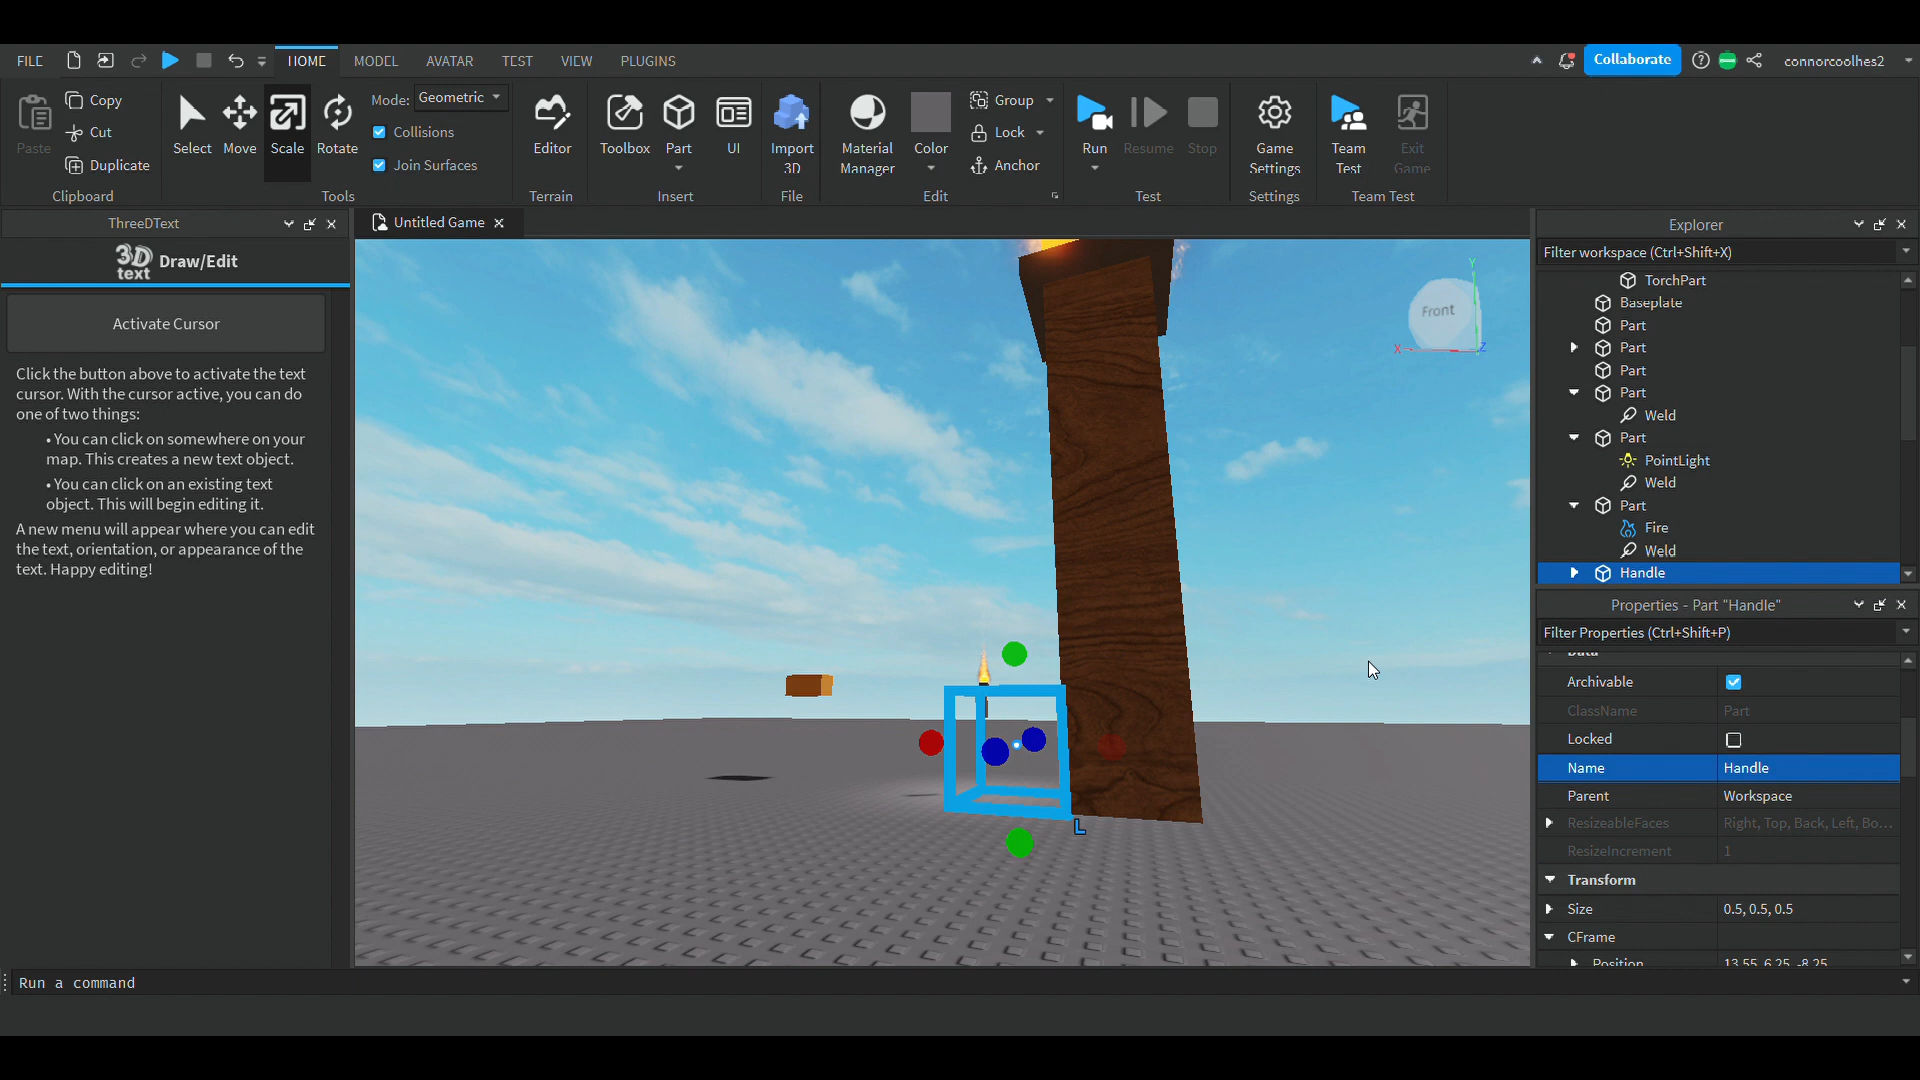 FILE
HOME
MODEL
AVATAR
TEST
VIEW
PLUGINS
Collaborate
connorcoolhes2
Paste
Copy
Cut
Duplicate
Clipboard
Select
Move
Scale
Rotate
Mode: Geometric
Collisions
Join Surfaces
Tools
Editor
Terrain
Toolbox
Part
UI
Insert
Import
3D
File
Material
Manager
Color
Group
Lock
Anchor
Edit
Run
Resume
Stop
Test
Game
Settings
Settings
Team
Test
Exit
Game
Team Test
ThreeDText
3D
text
Draw/Edit
Activate Cursor
Click the button above to activate the text
cursor. With the cursor active, you can do
one of two things:
• You can click on somewhere on your
map. This creates a new text object.
• You can click on an existing text
object. This will begin editing it.
A new menu will appear where you can edit
the text, orientation, or appearance of the
text. Happy editing!
Untitled Game
Front
Y
X
Z
L
Explorer
Filter workspace (Ctrl+Shift+X)
TorchPart
Baseplate
Part
Part
Part
Part
Weld
Part
PointLight
Weld
Part
Fire
Weld
Handle
Properties - Part "Handle"
Filter Properties (Ctrl+Shift+P)
Data
Archivable
ClassName Part
Locked
Name Handle
Parent Workspace
ResizeableFaces Right, Top, Back, Left, Bo...
ResizeIncrement 1
Transform
Size 0.5, 0.5, 0.5
CFrame
Position 13.55, 6.25, -8.25
Run a command